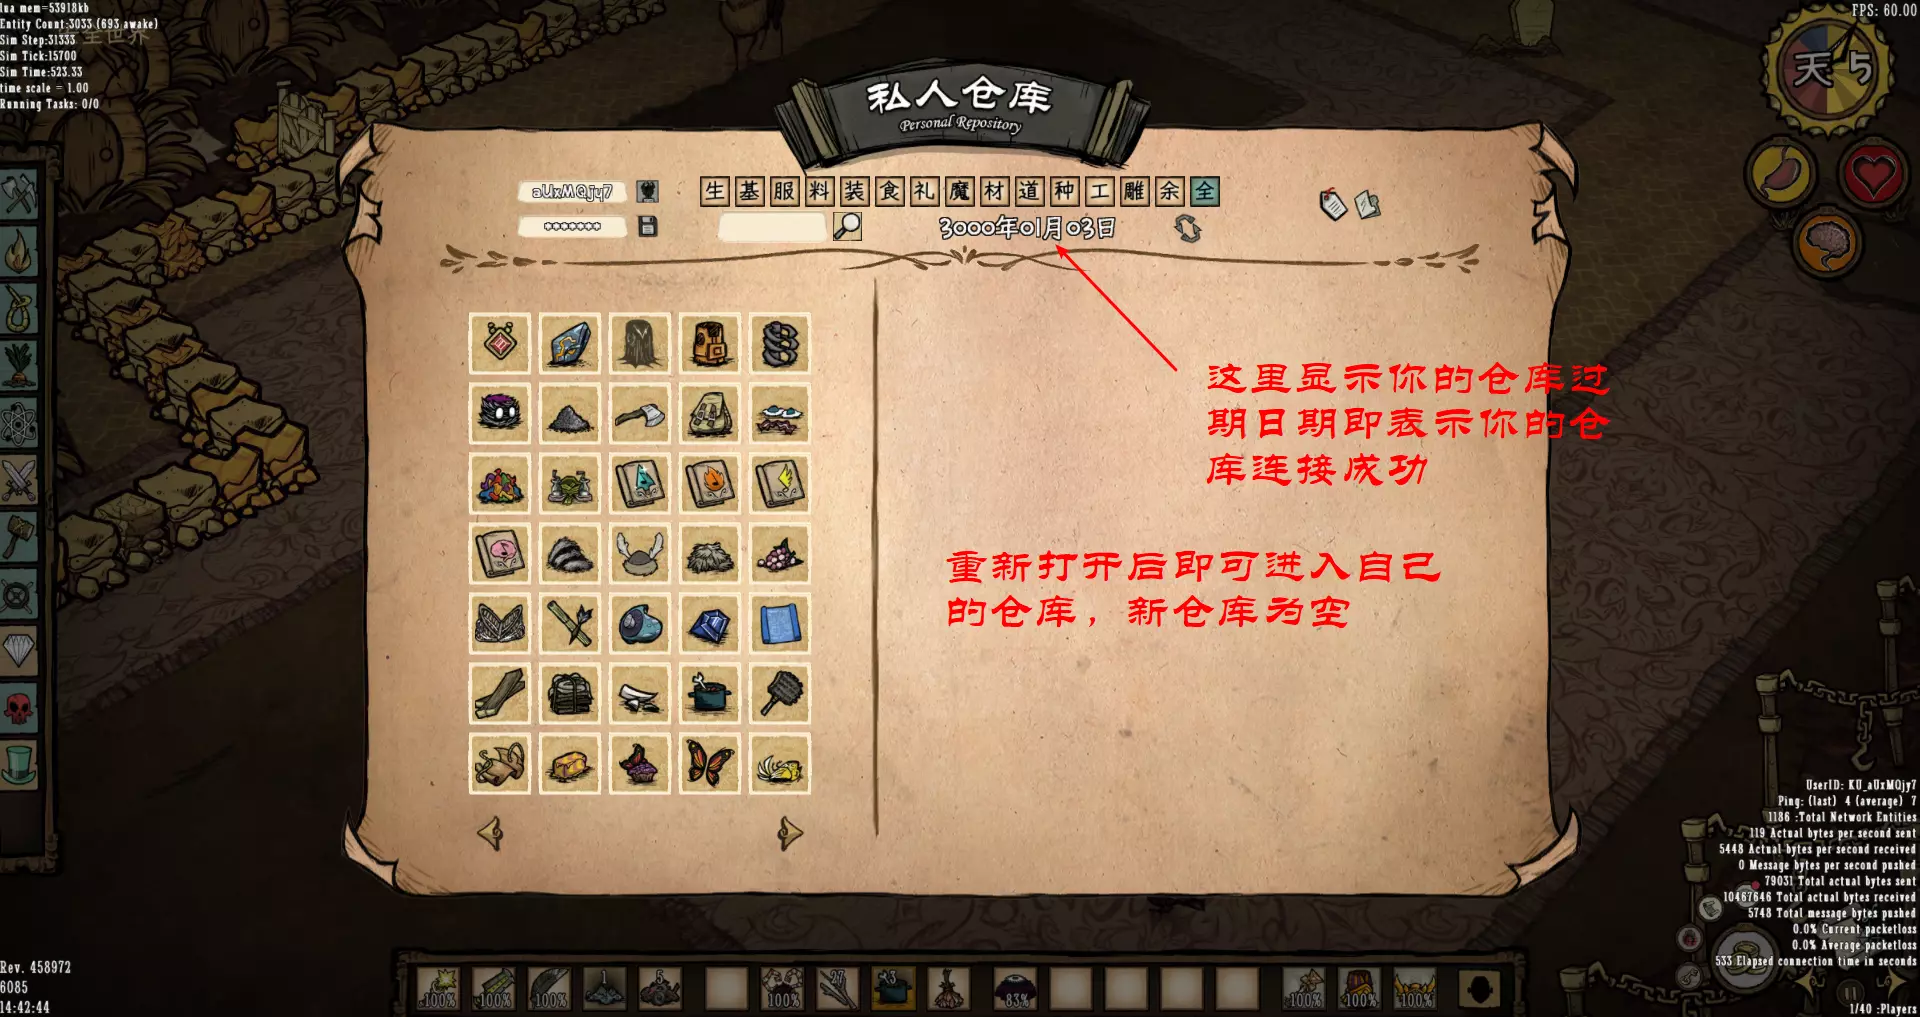 lua mem=53918kb
Entity Count:3033 (693 awake)
Sim Step:31333
Sim Tick:15700
Sim Time:523.33
time scale = 1.00
Running Tasks: 0/0
FPS: 60.00
天 5
私人仓库
Personal Repository
aUxMQjy7
*******
生 基 服 料 装 食 礼 魔 材 道 种 工 雕 余 全
3000年01月03日
这里显示你的仓库过
期日期即表示你的仓
库连接成功
重新打开后即可进入自己
的仓库，新仓库为空
UserID: KU_aUxMQjy7
Ping: (last) 4 (average) 7
1186 :Total Network Entities
119 Actual bytes per second sent
5448 Actual bytes per second received
0 Message bytes per second pushed
79031 Total actual bytes sent
10467646 Total actual bytes received
5748 Total message bytes pushed
0.0% Current packetloss
0.0% Average packetloss
533 Elapsed connection time in seconds
1/40 :Players
Rev. 458972
6085
14:42:44
100% 100% 100% 1 5 100% 27 83% 100% 100% 100%